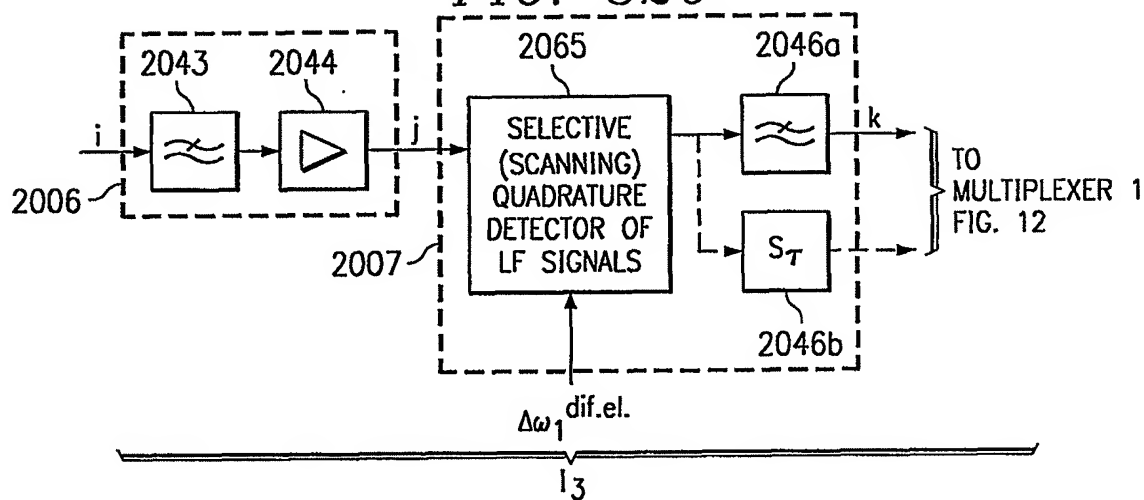 2043
2044
2065
2046a
i
j
k
SELECTIVE
(SCANNING)
QUADRATURE
DETECTOR OF
LF SIGNALS
TO
MULTIPLEXER 1
FIG. 12
2006
2007
Sτ
2046b
Δω₁ dif.el.
I₃